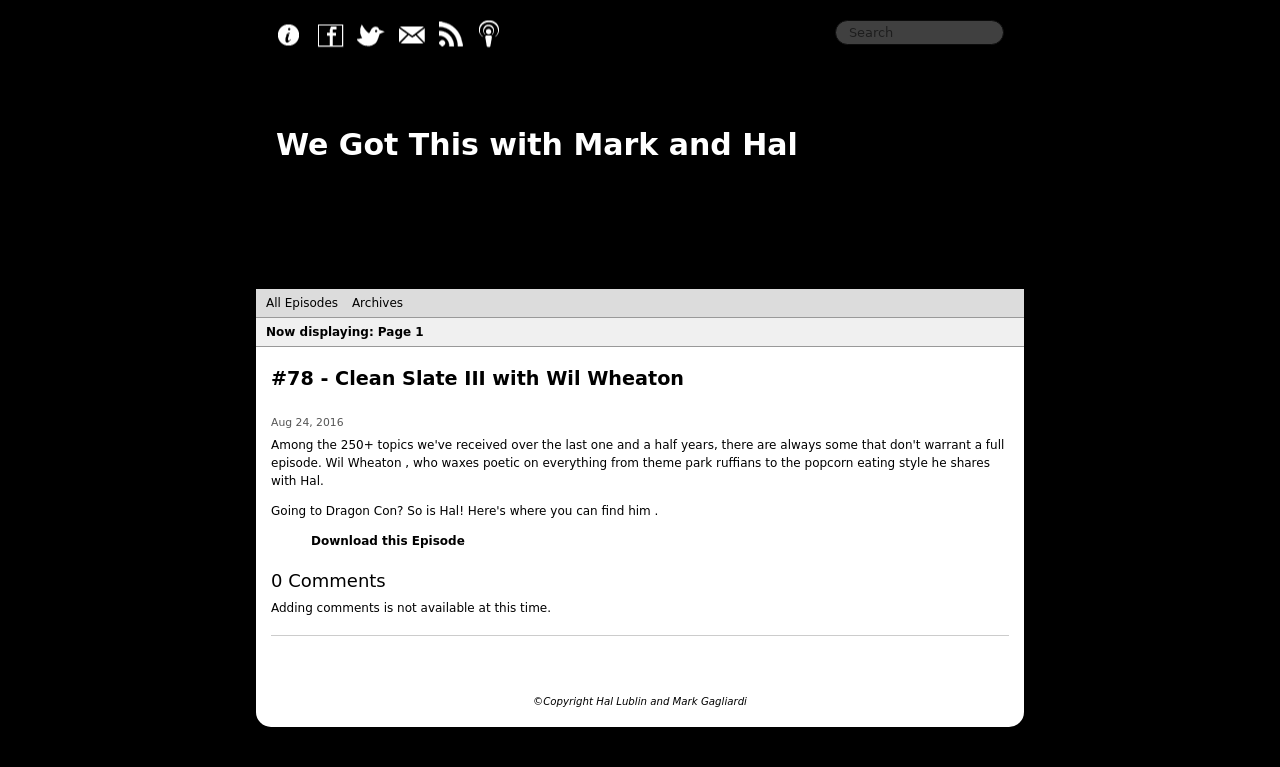 Search
We Got This with Mark and Hal
All Episodes Archives
Now displaying: Page 1
#78 - Clean Slate III with Wil Wheaton
Aug 24, 2016
Among the 250+ topics we've received over the last one and a half years, there are always some that don't warrant a full
episode. Wil Wheaton , who waxes poetic on everything from theme park ruffians to the popcorn eating style he shares
with Hal.
Going to Dragon Con? So is Hal! Here's where you can find him .
Download this Episode
0 Comments
Adding comments is not available at this time.
©Copyright Hal Lublin and Mark Gagliardi